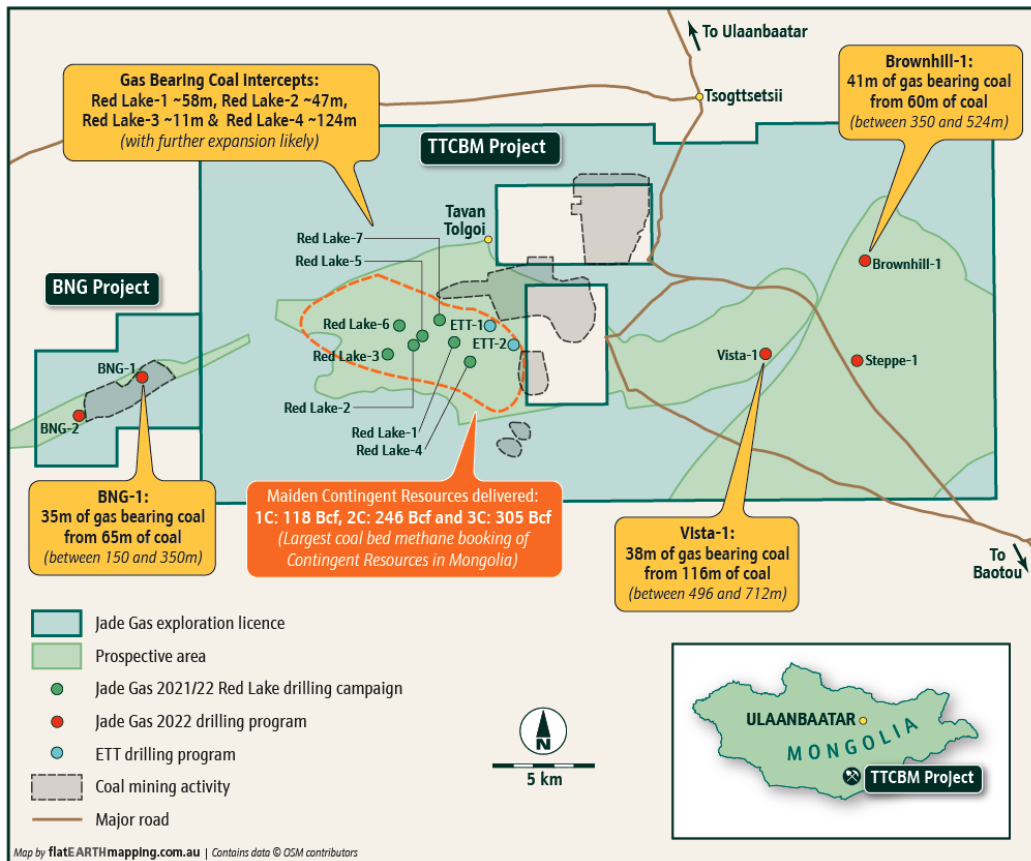 To Ulaanbaatar
Tsogttsetsii
Gas Bearing Coal Intercepts:
Red Lake-1 ~58m, Red Lake-2 ~47m,
Red Lake-3 ~11m & Red Lake-4 ~124m
(with further expansion likely)
Brownhill-1:
41m of gas bearing coal
from 60m of coal
(between 350 and 524m)
TTCBM Project
Tavan
Tolgoi
Red Lake-7
Red Lake-5
Brownhill-1
BNG Project
Red Lake-6
ETT-1
ETT-2
Red Lake-3
Vista-1
Steppe-1
BNG-1
Red Lake-2
BNG-2
Red Lake-1
Red Lake-4
BNG-1:
35m of gas bearing coal
from 65m of coal
(between 150 and 350m)
Maiden Contingent Resources delivered:
1C: 118 Bcf, 2C: 246 Bcf and 3C: 305 Bcf
(Largest coal bed methane booking of
Contingent Resources in Mongolia)
VIsta-1:
38m of gas bearing coal
from 116m of coal
(between 496 and 712m)
To
Baotou
Jade Gas exploration licence
Prospective area
Jade Gas 2021/22 Red Lake drilling campaign
Jade Gas 2022 drilling program
ETT drilling program
Coal mining activity
Major road
N
5 km
ULAANBAATAR
MONGOLIA
TTCBM Project
Map by flatEARTHmapping.com.au | Contains data © OSM contributors